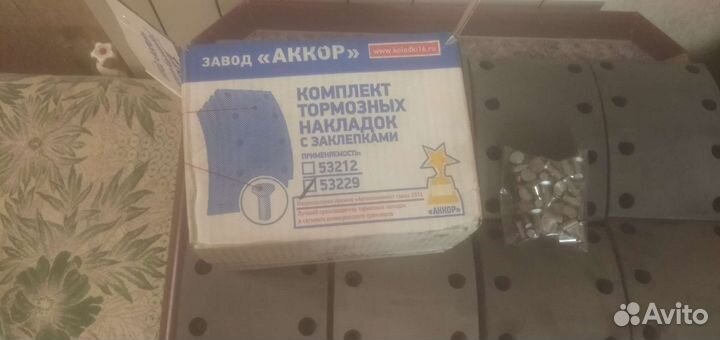 ЗАВОД «АККОР»
www.kolodki16.ru
КОМПЛЕКТ
ТОРМОЗНЫХ
НАКЛАДОК
С ЗАКЛЕПКАМИ
ПРИМЕНЯЕМОСТЬ
53212
53229
«АККОР»
Avito